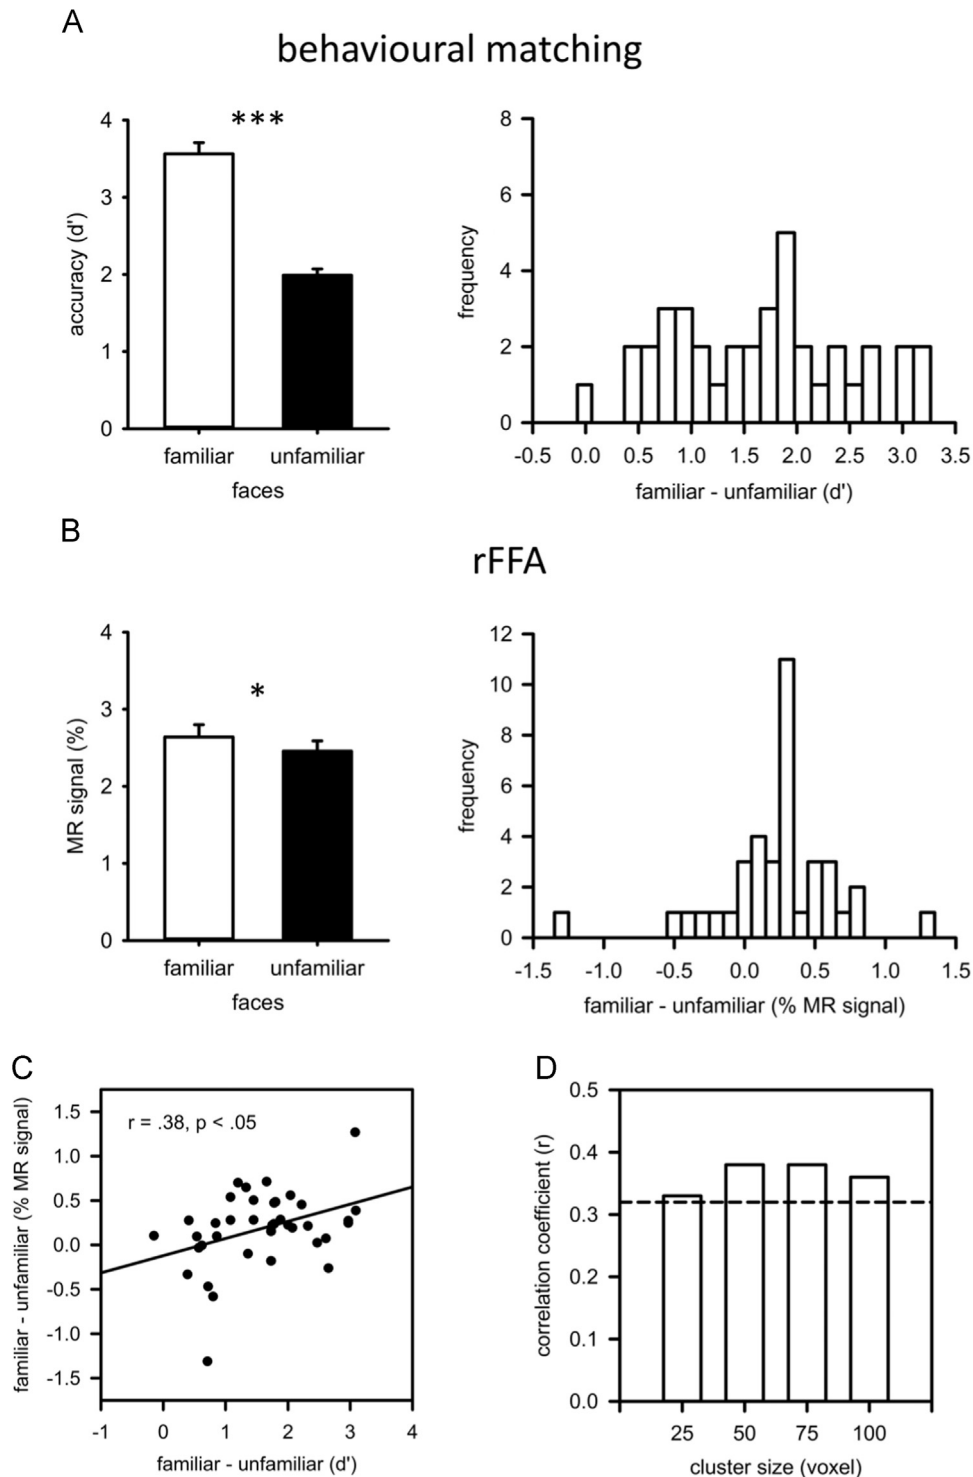 A
behavioural matching
accuracy (d')
4
3
2
1
0
***
familiar unfamiliar
faces
frequency
8
6
4
2
0
-0.5 0.0 0.5 1.0 1.5 2.0 2.5 3.0 3.5
familiar - unfamiliar (d')
B
rFFA
MR signal (%)
4
3
2
1
0
*
familiar unfamiliar
faces
frequency
12
10
8
6
4
2
0
-1.5 -1.0 -0.5 0.0 0.5 1.0 1.5
familiar - unfamiliar (% MR signal)
C
familiar - unfamiliar (% MR signal)
1.5
1.0
0.5
0.0
-0.5
-1.0
-1.5
r = .38, p < .05
-1 0 1 2 3 4
familiar - unfamiliar (d')
D
correlation coefficient (r)
0.5
0.4
0.3
0.2
0.1
0.0
25 50 75 100
cluster size (voxel)